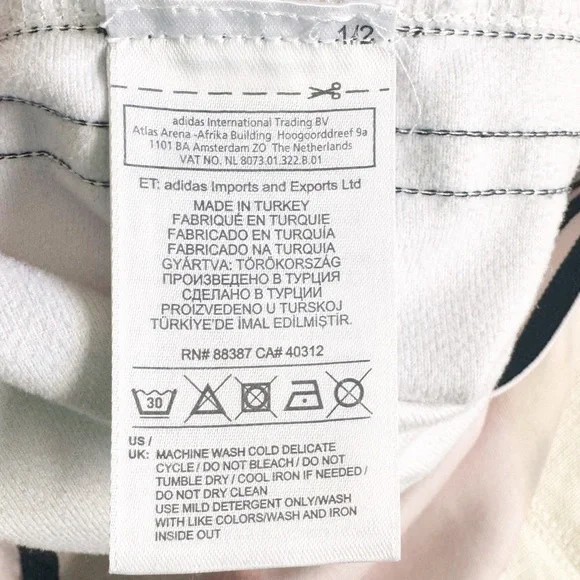 1/2
adidas International Trading BV
Atlas Arena -Afrika Building Hoogoorddreef 9a
1101 BA Amsterdam ZO The Netherlands
VAT NO. NL 8073.01.322.B.01
ET: adidas Imports and Exports Ltd
MADE IN TURKEY
FABRIQUÉ EN TURQUIE
FABRICADO EN TURQUÍA
FABRICADO NA TURQUIA
GYÁRTVA: TÖRÖKORSZÁG
ПРОИЗВЕДЕНО В ТУРЦИЯ
СДЕЛАНО В ТУРЦИИ
PROIZVEDENO U TURSKOJ
TÜRKİYE'DE IMAL EDİLMİŞTİR.
RN# 88387 CA# 40312
30
US /
UK: MACHINE WASH COLD DELICATE
CYCLE / DO NOT BLEACH / DO NOT
TUMBLE DRY / COOL IRON IF NEEDED /
DO NOT DRY CLEAN
USE MILD DETERGENT ONLY/WASH
WITH LIKE COLORS/WASH AND IRON
INSIDE OUT